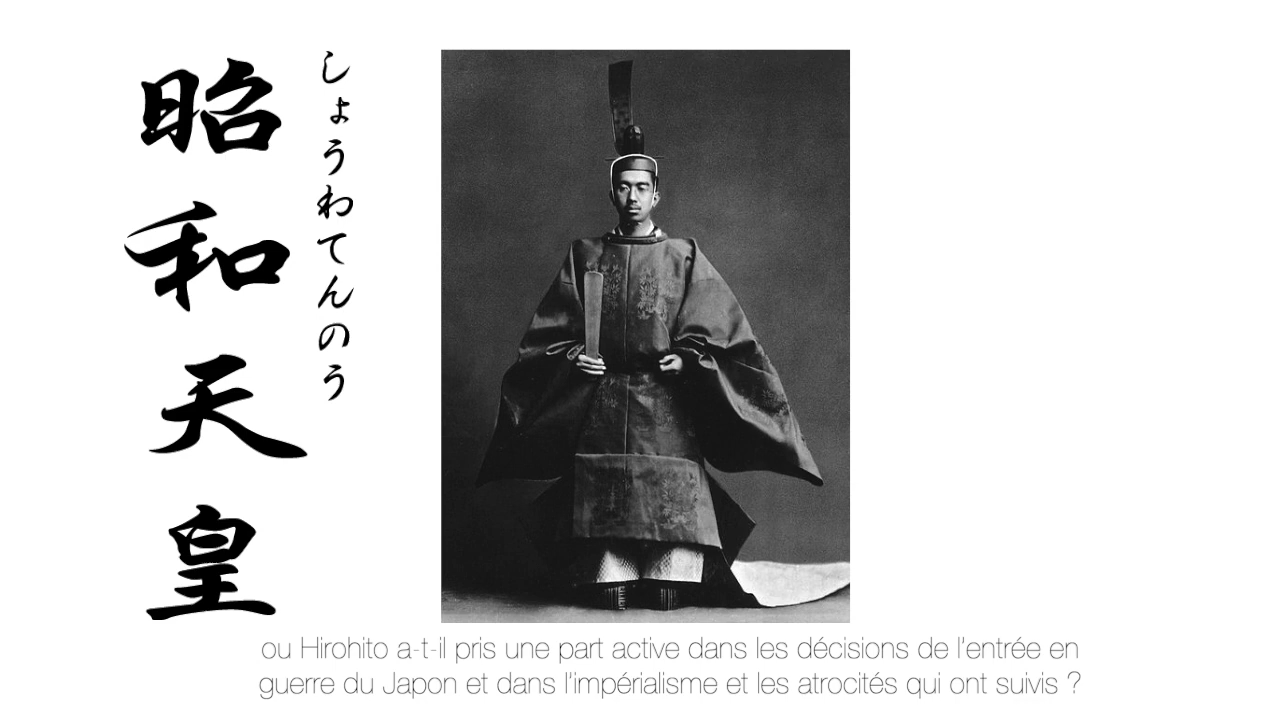 昭和天皇
しょうわてんのう
ou Hirohito a-t-il pris une part active dans les décisions de l'entrée en
guerre du Japon et dans l'impérialisme et les atrocités qui ont suivis ?